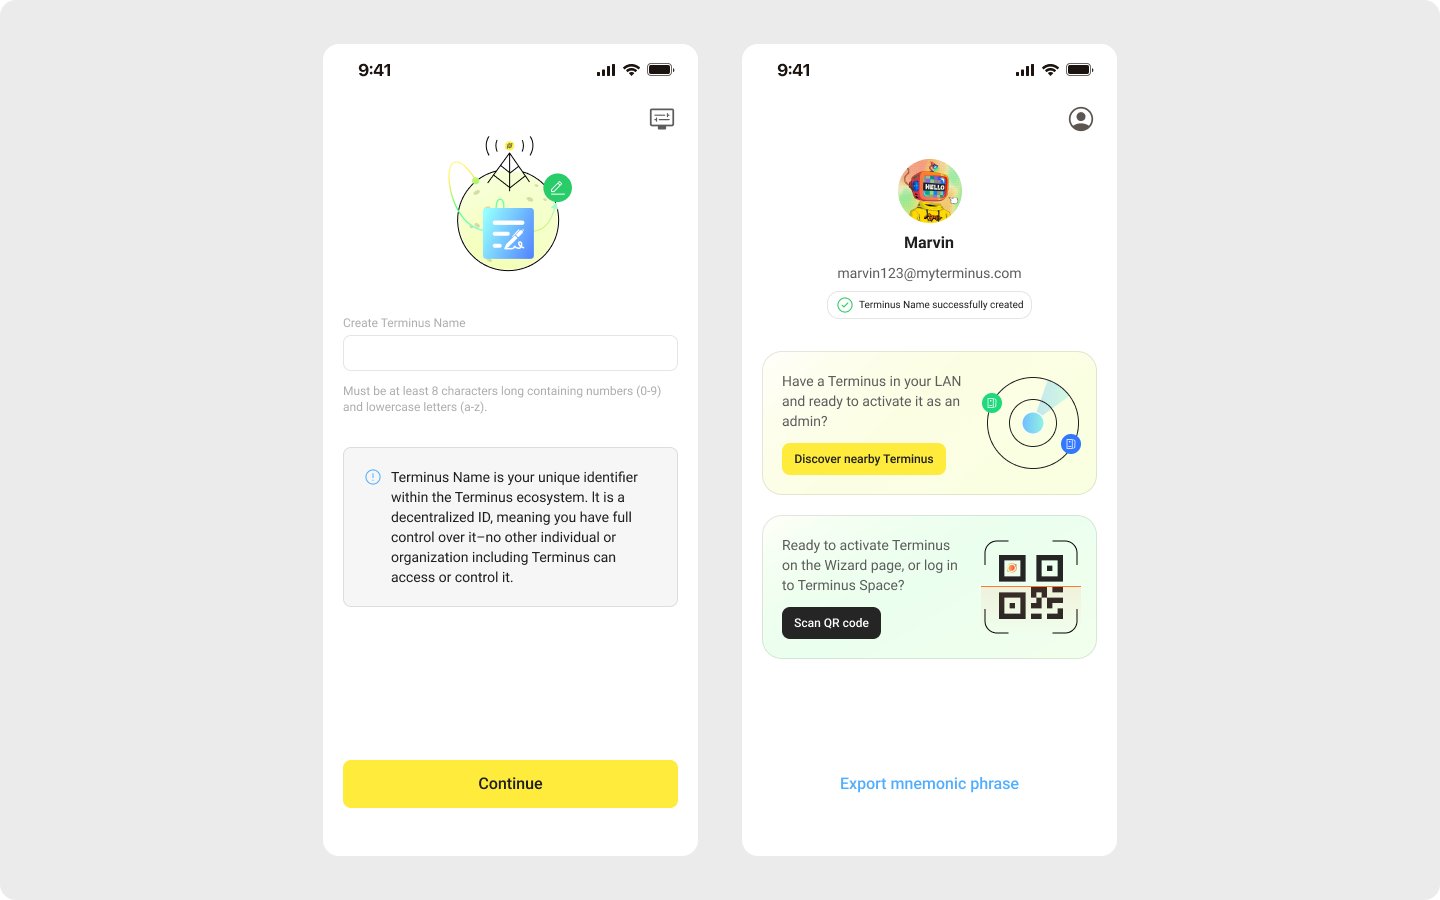 9:41
Create Terminus Name
Must be at least 8 characters long containing numbers (0-9)
and lowercase letters (a-z).
Terminus Name is your unique identifier
within the Terminus ecosystem. It is a
decentralized ID, meaning you have full
control over it–no other individual or
organization including Terminus can
access or control it.
Continue
9:41
HELLO
Marvin
marvin123@myterminus.com
Terminus Name successfully created
Have a Terminus in your LAN
and ready to activate it as an
admin?
Discover nearby Terminus
Ready to activate Terminus
on the Wizard page, or log in
to Terminus Space?
Scan QR code
Export mnemonic phrase